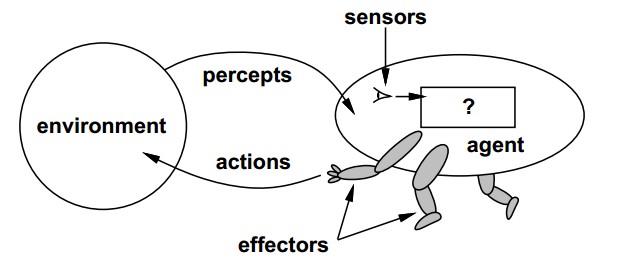 sensors
percepts
?
environment
agent
actions
effectors